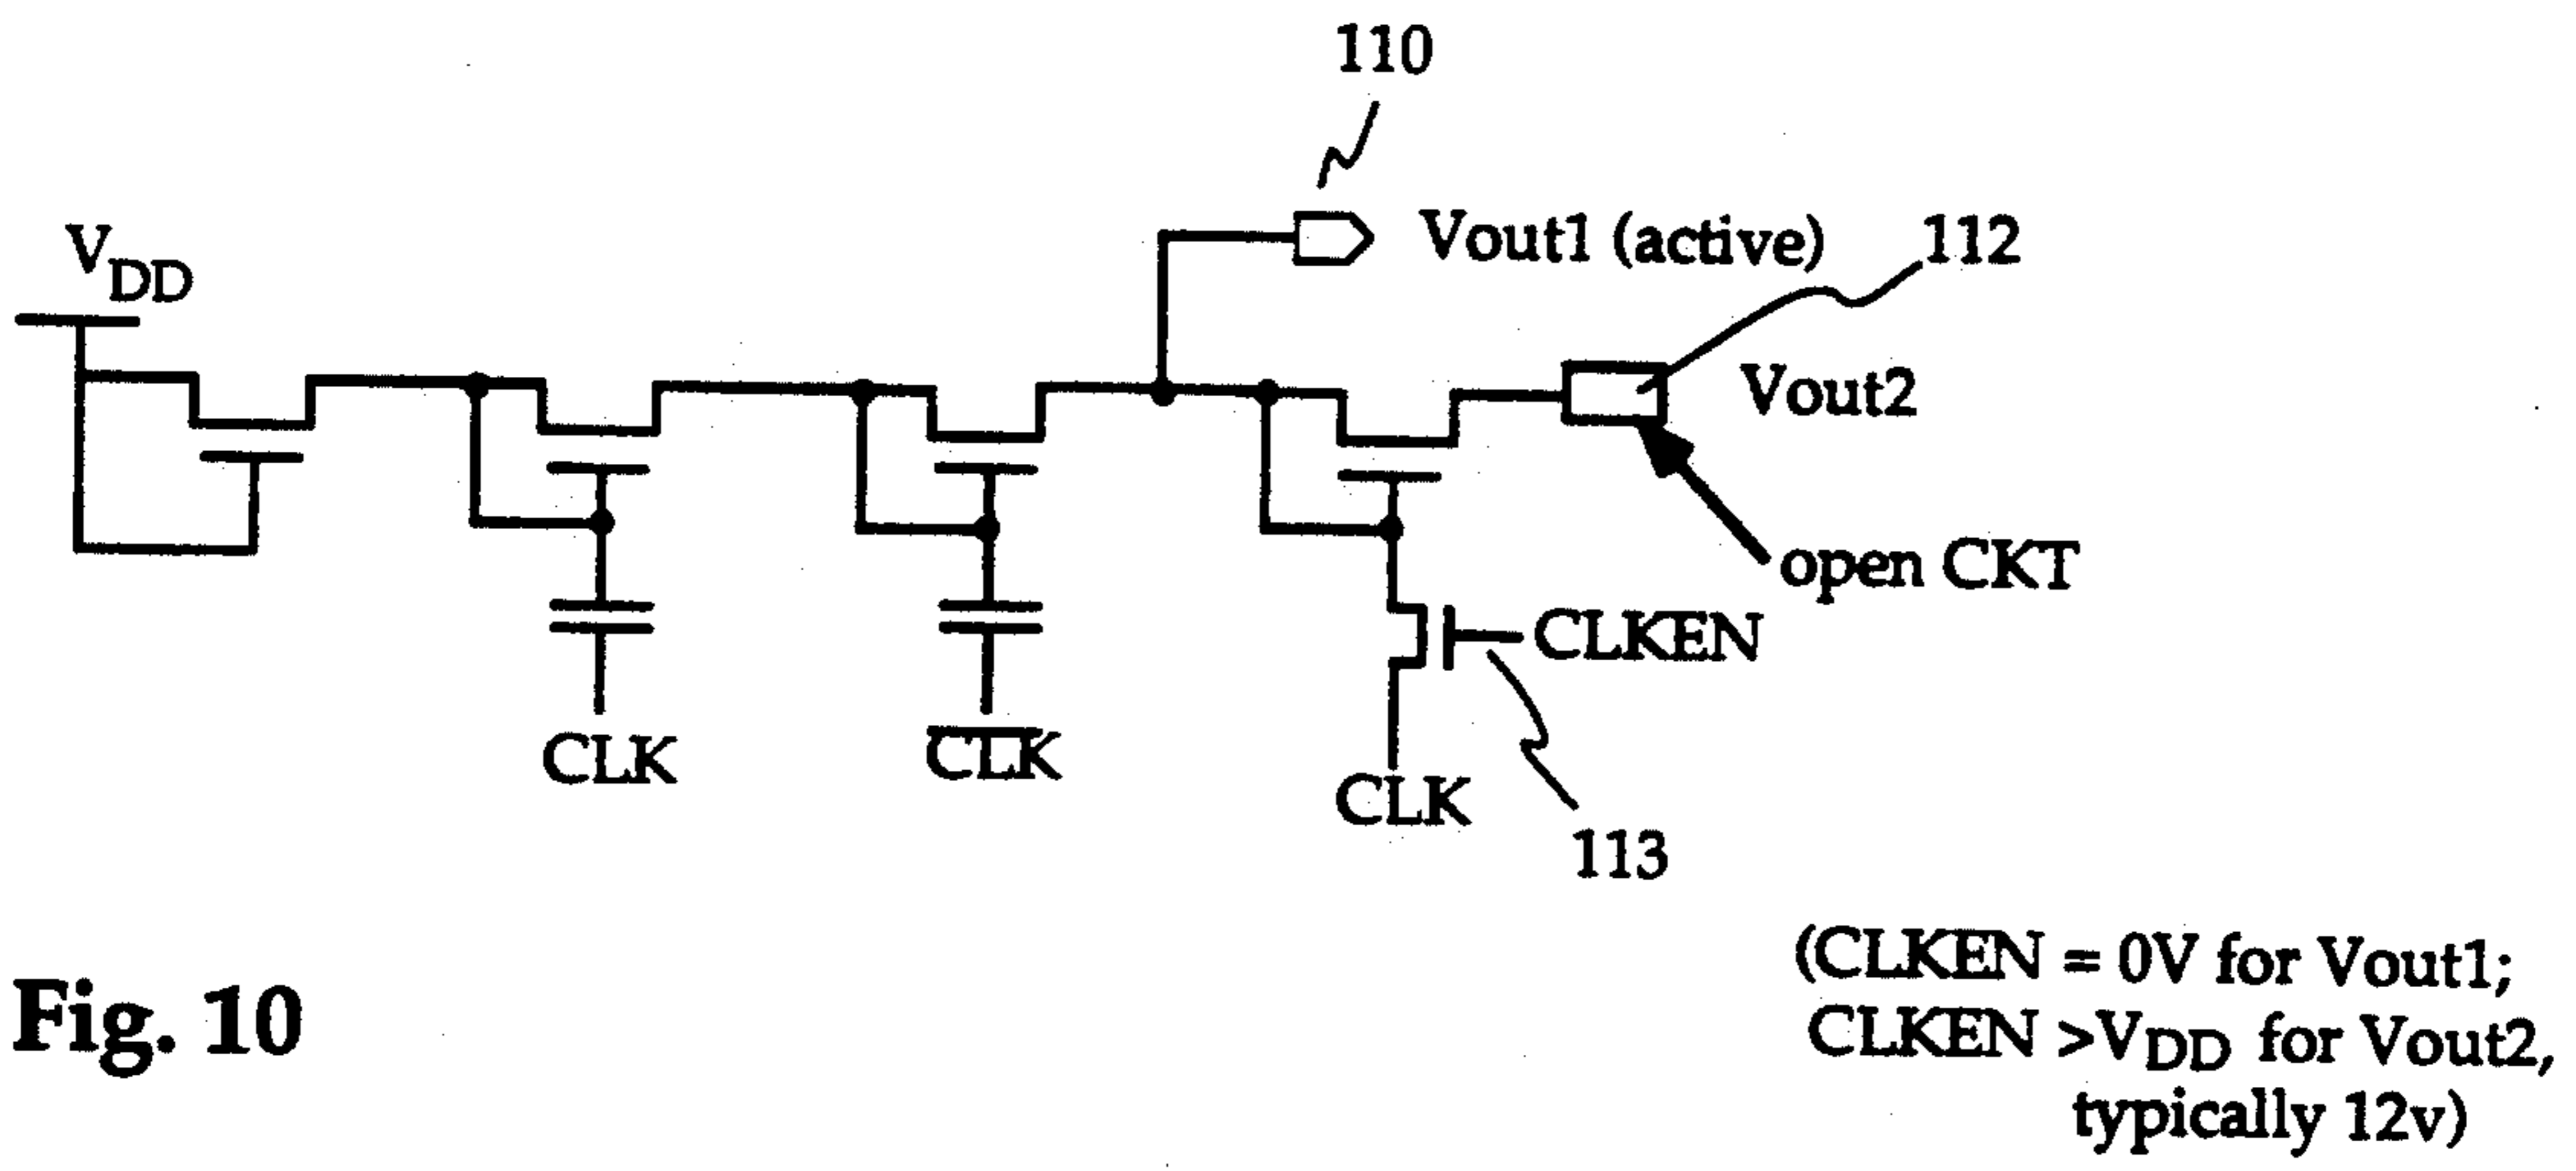 110
VDD
Vout1 (active)
112
Vout2
open CKT
CLKEN
CLK
C̅L̅K̅
CLK
113
(CLKEN = 0V for Vout1;
CLKEN >VDD for Vout2,
typically 12v)
Fig. 10